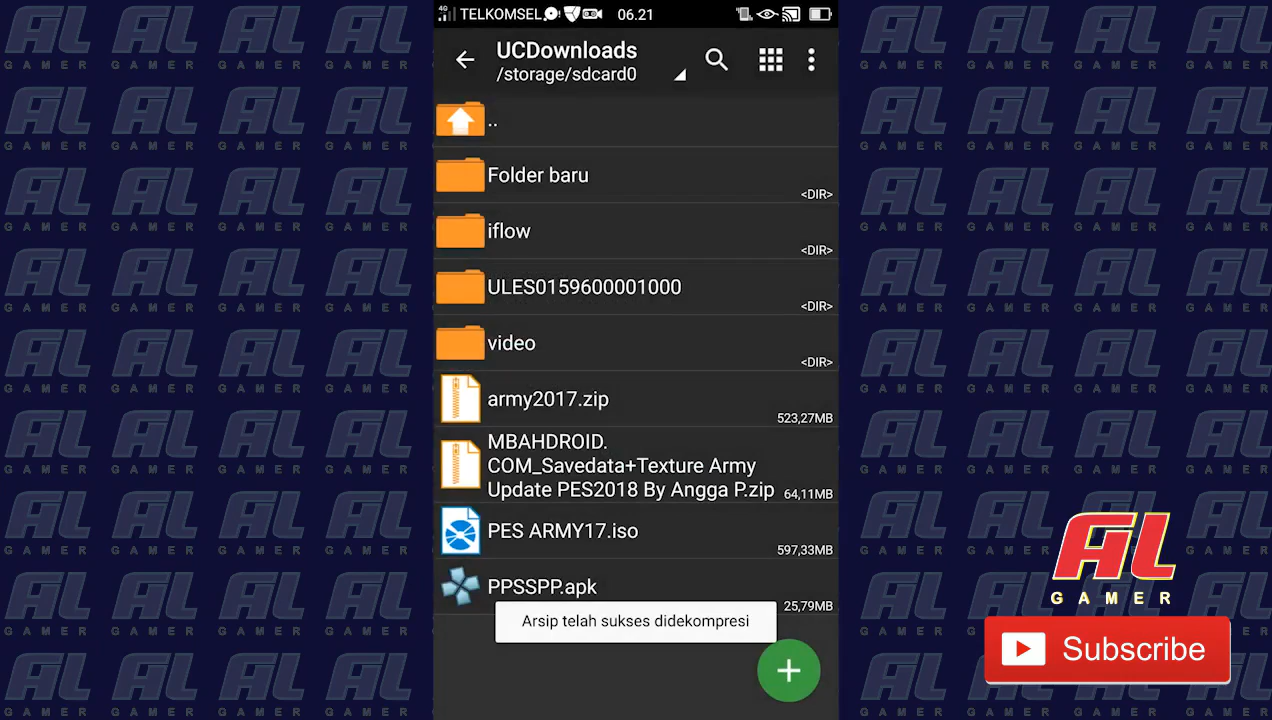 4G TELKOMSEL 06.21
UCDownloads
/storage/sdcard0
..
Folder baru
<DIR>
iflow
<DIR>
ULES0159600001000
<DIR>
video
<DIR>
army2017.zip
523,27MB
MBAHDROID.
COM_Savedata+Texture Army
Update PES2018 By Angga P.zip 64,11MB
PES ARMY17.iso
597,33MB
PPSSPP.apk
25,79MB
Arsip telah sukses didekompresi
AL
GAMER
Subscribe